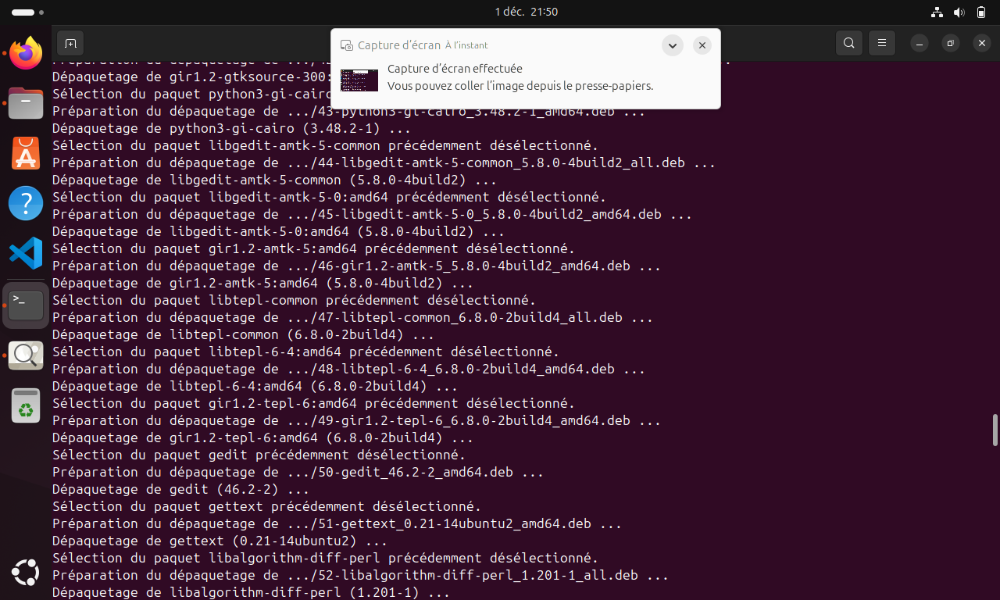 1 déc. 21:50
Capture d'écran À l'instant
Capture d'écran effectuée
Vous pouvez coller l'image depuis le presse-papiers.
Dépaquetage de gir1.2-gtksource-300:
Sélection du paquet python3-gi-cairo
Préparation du dépaquetage de .../43-python3-gi-cairo_3.48.2-1_amd64.deb ...
Dépaquetage de python3-gi-cairo (3.48.2-1) ...
Sélection du paquet libgedit-amtk-5-common précédemment désélectionné.
Préparation du dépaquetage de .../44-libgedit-amtk-5-common_5.8.0-4build2_all.deb ...
Dépaquetage de libgedit-amtk-5-common (5.8.0-4build2) ...
Sélection du paquet libgedit-amtk-5-0:amd64 précédemment désélectionné.
Préparation du dépaquetage de .../45-libgedit-amtk-5-0_5.8.0-4build2_amd64.deb ...
Dépaquetage de libgedit-amtk-5-0:amd64 (5.8.0-4build2) ...
Sélection du paquet gir1.2-amtk-5:amd64 précédemment désélectionné.
Préparation du dépaquetage de .../46-gir1.2-amtk-5_5.8.0-4build2_amd64.deb ...
Dépaquetage de gir1.2-amtk-5:amd64 (5.8.0-4build2) ...
Sélection du paquet libtepl-common précédemment désélectionné.
Préparation du dépaquetage de .../47-libtepl-common_6.8.0-2build4_all.deb ...
Dépaquetage de libtepl-common (6.8.0-2build4) ...
Sélection du paquet libtepl-6-4:amd64 précédemment désélectionné.
Préparation du dépaquetage de .../48-libtepl-6-4_6.8.0-2build4_amd64.deb ...
Dépaquetage de libtepl-6-4:amd64 (6.8.0-2build4) ...
Sélection du paquet gir1.2-tepl-6:amd64 précédemment désélectionné.
Préparation du dépaquetage de .../49-gir1.2-tepl-6_6.8.0-2build4_amd64.deb ...
Dépaquetage de gir1.2-tepl-6:amd64 (6.8.0-2build4) ...
Sélection du paquet gedit précédemment désélectionné.
Préparation du dépaquetage de .../50-gedit_46.2-2_amd64.deb ...
Dépaquetage de gedit (46.2-2) ...
Sélection du paquet gettext précédemment désélectionné.
Préparation du dépaquetage de .../51-gettext_0.21-14ubuntu2_amd64.deb ...
Dépaquetage de gettext (0.21-14ubuntu2) ...
Sélection du paquet libalgorithm-diff-perl précédemment désélectionné.
Préparation du dépaquetage de .../52-libalgorithm-diff-perl_1.201-1_all.deb ...
Dépaquetage de libalgorithm-diff-perl (1.201-1) ...